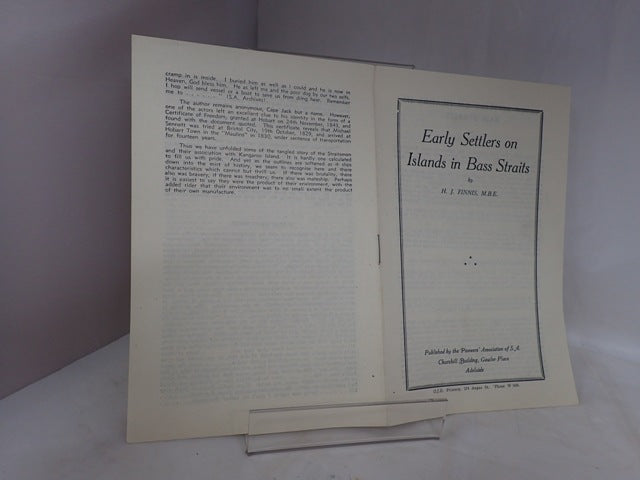 cramp in is inside. I buried him as well as I could and he is now in
Heaven, God bless him. He as left me and the poor dog by our two selfs,
I hop will send vessel or a boat to save us from diing hear. Remember
me to (S.A. Archives)
The author remains anonymous, Cape Jack but a name. However,
one of the actors left an excellent clue to his identity in the form of a
Certificate of Freedom, granted at Hobart on 24th November, 1843, and
found with the document quoted. This certificate reveals that Michael
Sennett was tried at Bristol City, 19th October, 1829, and arrived at
Hobart Town in the "Manlius" in 1830, under sentence of transportation
for fourteen years.
Thus we have unfolded some of the tangled story of the Straitsmen
and their association with Kangaroo Island. It is hardly one calculated
to fill us with pride. And yet as the outlines are softened as it slips
down into the mist of history, we seem to recognise here and there
characteristics which cannot but thrill us. If there was brutality, there
also was bravery, if there was treachery, there also was mateship. Perhaps
it is easiest to say they were the product of their environment, with the
added rider that their environment was to no small extent the product
of their own manufacture.
Early Settlers on
Islands in Bass Straits
by
H. J. FINNIS, M.B.E.
Published by the Pioneers' Association of S.A.
Churchill Building, Gawler Place
Adelaide